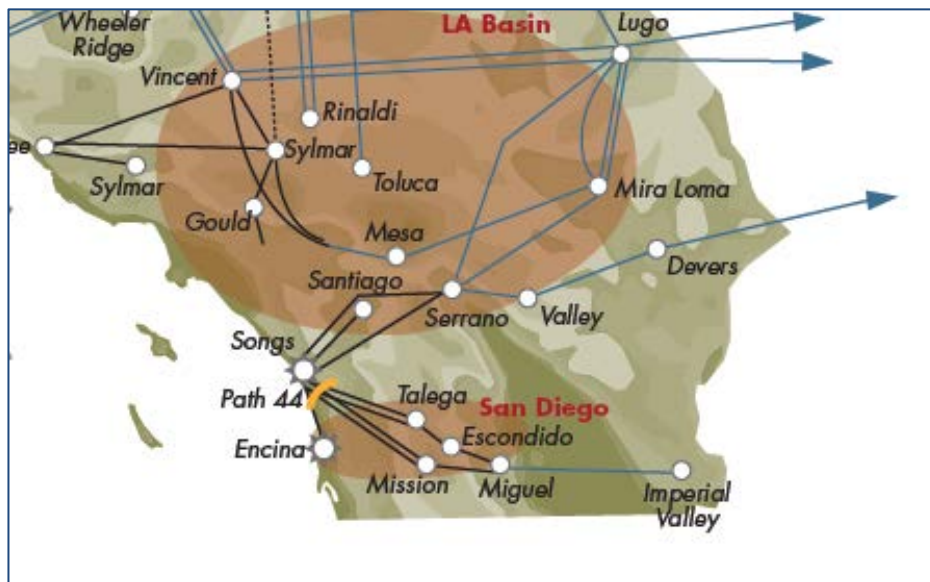 Wheeler
Ridge
LA Basin
Lugo
Vincent
Rinaldi
ee
Sylmar
Sylmar
Toluca
Mira Loma
Gould
Mesa
Devers
Santiago
Serrano
Valley
Songs
Path 44
Talega
San Diego
Encina
Escondido
Mission
Miguel
Imperial
Valley